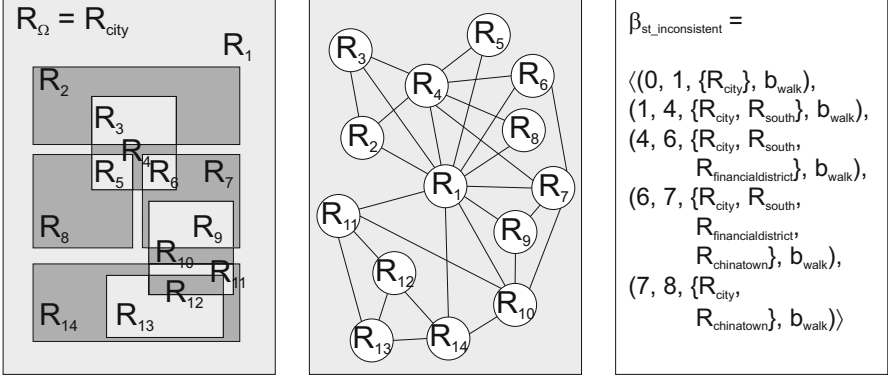 R_Ω = R_city
R_1
R_2
R_3
R_4
R_5
R_6
R_7
R_8
R_9
R_10
R_11
R_12
R_14
R_13
R_5
R_3
R_6
R_4
R_8
R_2
R_1
R_7
R_11
R_9
R_12
R_10
R_13
R_14
β_st_inconsistent =
⟨(0, 1, {R_city}, b_walk),
(1, 4, {R_city, R_south}, b_walk),
(4, 6, {R_city, R_south,
R_financialdistrict}, b_walk),
(6, 7, {R_city, R_south,
R_financialdistrict,
R_chinatown}, b_walk),
(7, 8, {R_city,
R_chinatown}, b_walk)⟩